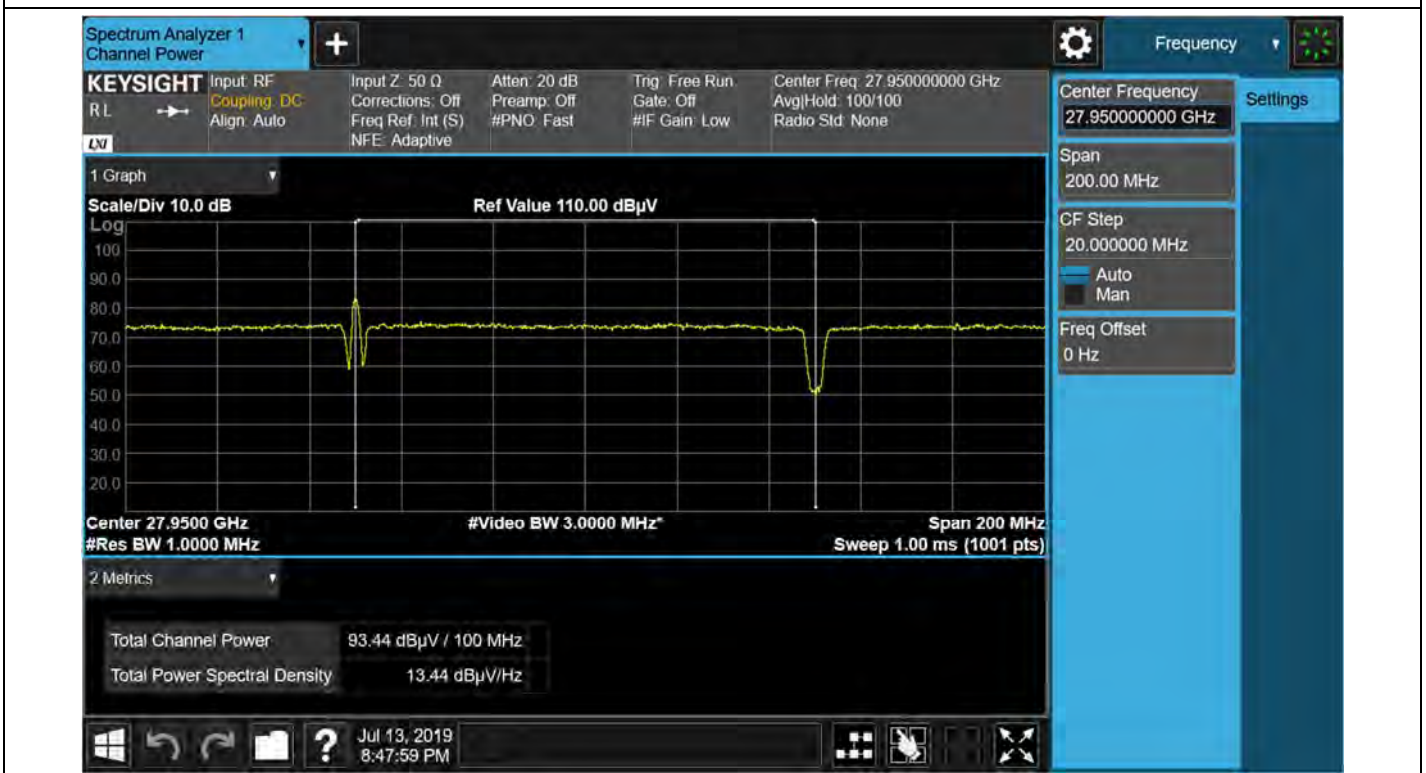 Spectrum Analyzer 1
Channel Power
+
Frequency
KEYSIGHT
RL
LXI
Input: RF
Coupling: DC
Align: Auto
Input Z: 50 Ω
Corrections: Off
Freq Ref: Int (S)
NFE: Adaptive
Atten: 20 dB
Preamp: Off
#PNO: Fast
Trig: Free Run
Gate: Off
#IF Gain: Low
Center Freq: 27.950000000 GHz
Avg|Hold: 100/100
Radio Std: None
Center Frequency
27.950000000 GHz
Settings
Span
200.00 MHz
CF Step
20.000000 MHz
Auto
Man
Freq Offset
0 Hz
1 Graph
Scale/Div 10.0 dB
Ref Value 110.00 dBµV
Log
100
90.0
80.0
70.0
60.0
50.0
40.0
30.0
20.0
Center 27.9500 GHz
#Video BW 3.0000 MHz*
Span 200 MHz
#Res BW 1.0000 MHz
Sweep 1.00 ms (1001 pts)
2 Metrics
Total Channel Power
93.44 dBµV / 100 MHz
Total Power Spectral Density
13.44 dBµV/Hz
?
Jul 13, 2019
8:47:59 PM